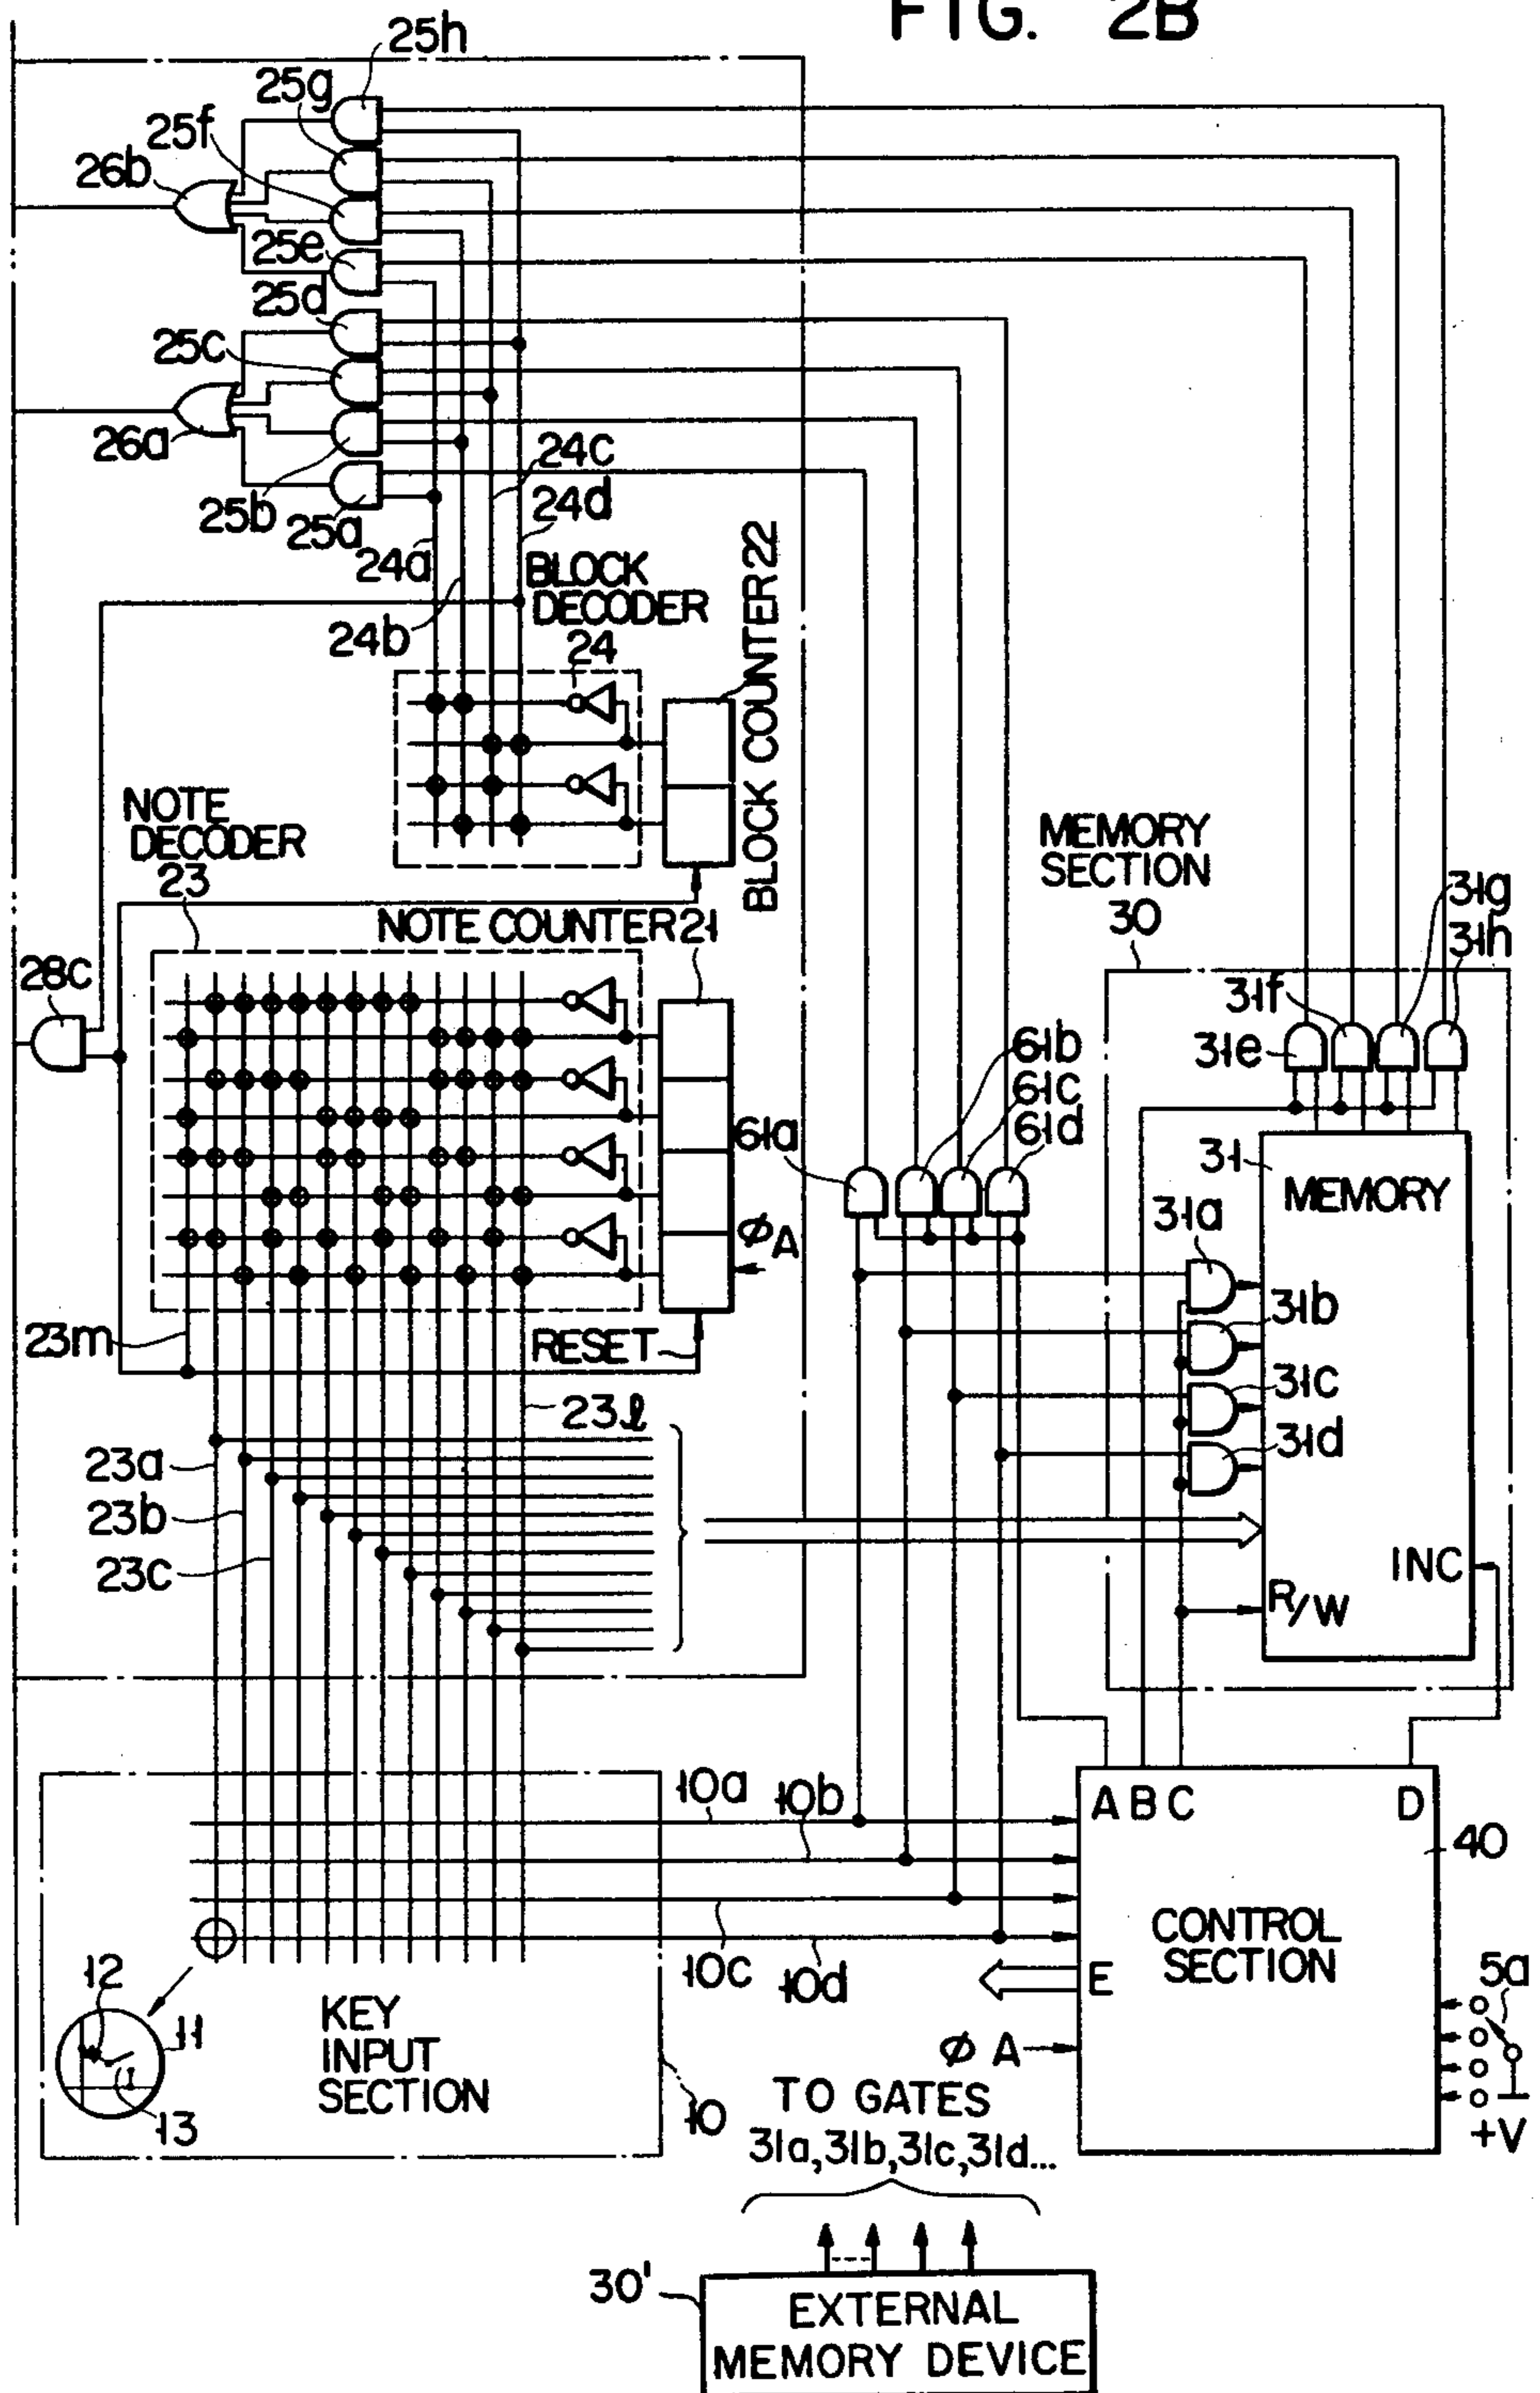 FIG. 2B
25h
25g
25f
26b
25e
25d
25c
26a
24c
25b
25a
24d
24a
BLOCK
DECODER
24
24b
BLOCK COUNTER 22
NOTE
DECODER
23
NOTE COUNTER 21
MEMORY
SECTION
30
31g
31h
28c
31f
31e
61b
61c
61a
61d
31
MEMORY
31a
ØA
31b
23m
RESET
31c
23l
31d
23a
23b
23c
INC
R/W
10a
10b
A B C
D
40
CONTROL
SECTION
10c
10d
E
5a
12
11
KEY
INPUT
SECTION
Ø A
13
10
TO GATES
31a, 31b, 31c, 31d...
+V
30'
EXTERNAL
MEMORY DEVICE